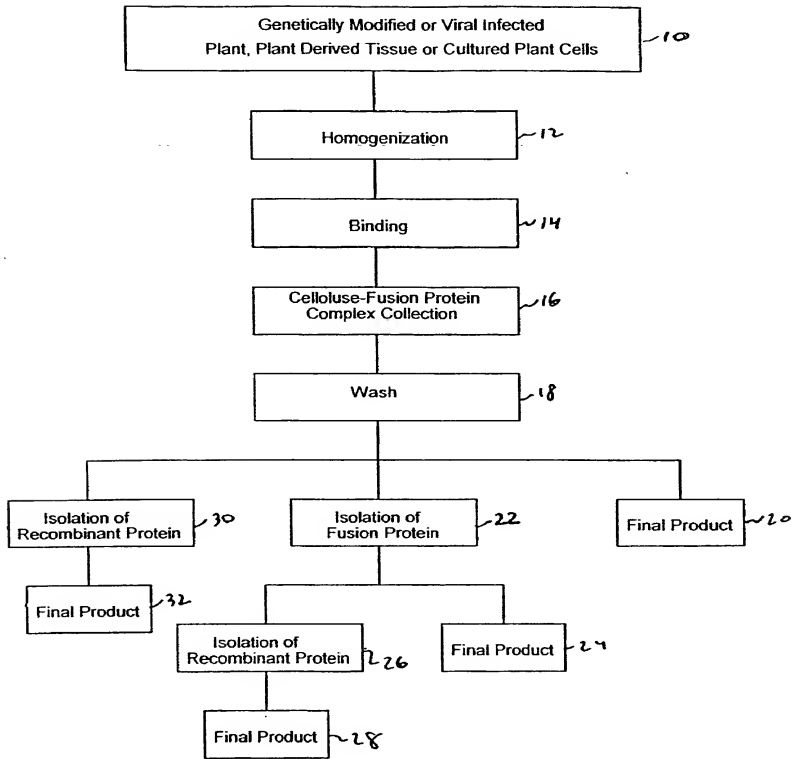 Genetically Modified or Viral Infected
Plant, Plant Derived Tissue or Cultured Plant Cells
10
Homogenization
12
Binding
14
Celloluse-Fusion Protein
Complex Collection
16
Wash
18
Isolation of
Recombinant Protein
30
Isolation of
Fusion Protein
22
Final Product
20
Final Product
32
Isolation of
Recombinant Protein
26
Final Product
24
Final Product
28